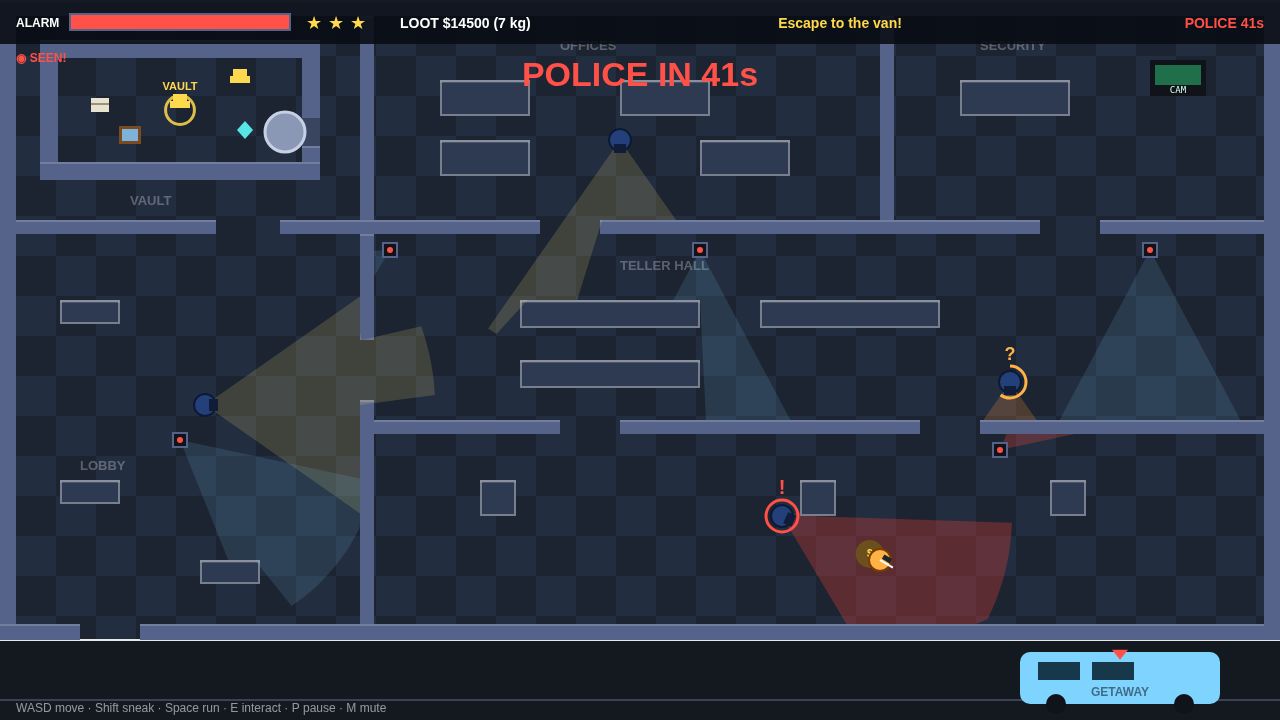 ALARM ★ ★ ★ LOOT $14500 (7 kg) Escape to the van! POLICE 41s
◉ SEEN!
OFFICES
SECURITY
POLICE IN 41s
VAULT
CAM
VAULT
TELLER HALL
?
LOBBY
!
GETAWAY
WASD move · Shift sneak · Space run · E interact · P pause · M mute